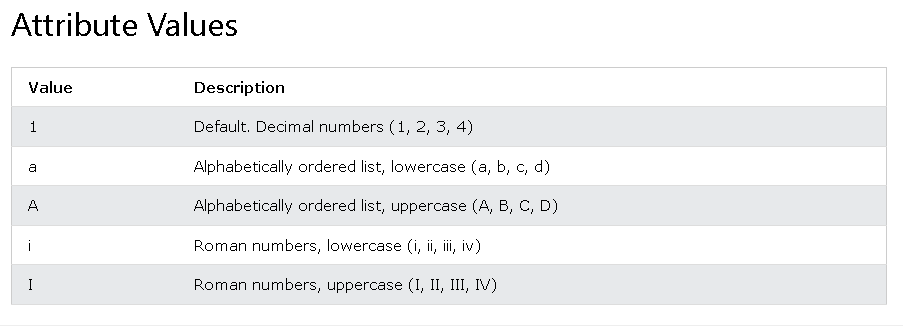 Attribute Values
Value Description
1 Default. Decimal numbers (1, 2, 3, 4)
a Alphabetically ordered list, lowercase (a, b, c, d)
A Alphabetically ordered list, uppercase (A, B, C, D)
i Roman numbers, lowercase (i, ii, iii, iv)
I Roman numbers, uppercase (I, II, III, IV)